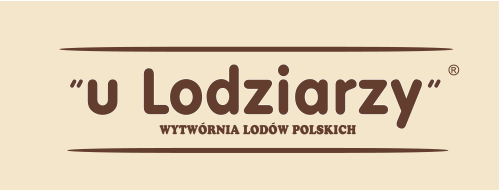 "u Lodziarzy" ®
WYTWÓRNIA LODÓW POLSKICH